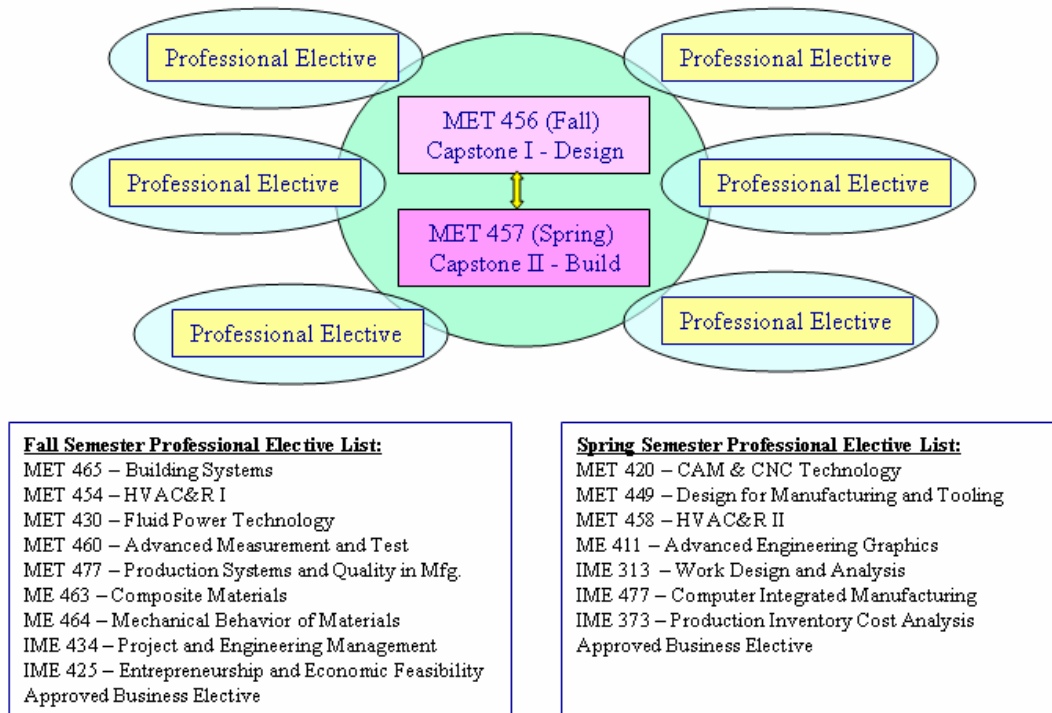 Professional Elective
Professional Elective
MET 456 (Fall)
Capstone I - Design
Professional Elective
Professional Elective
MET 457 (Spring)
Capstone II - Build
Professional Elective
Professional Elective
Fall Semester Professional Elective List:
MET 465 – Building Systems
MET 454 – HVAC&R I
MET 430 – Fluid Power Technology
MET 460 – Advanced Measurement and Test
MET 477 – Production Systems and Quality in Mfg.
ME 463 – Composite Materials
ME 464 – Mechanical Behavior of Materials
IME 434 – Project and Engineering Management
IME 425 – Entrepreneurship and Economic Feasibility
Approved Business Elective
Spring Semester Professional Elective List:
MET 420 – CAM & CNC Technology
MET 449 – Design for Manufacturing and Tooling
MET 458 – HVAC&R II
ME 411 – Advanced Engineering Graphics
IME 313 – Work Design and Analysis
IME 477 – Computer Integrated Manufacturing
IME 373 – Production Inventory Cost Analysis
Approved Business Elective